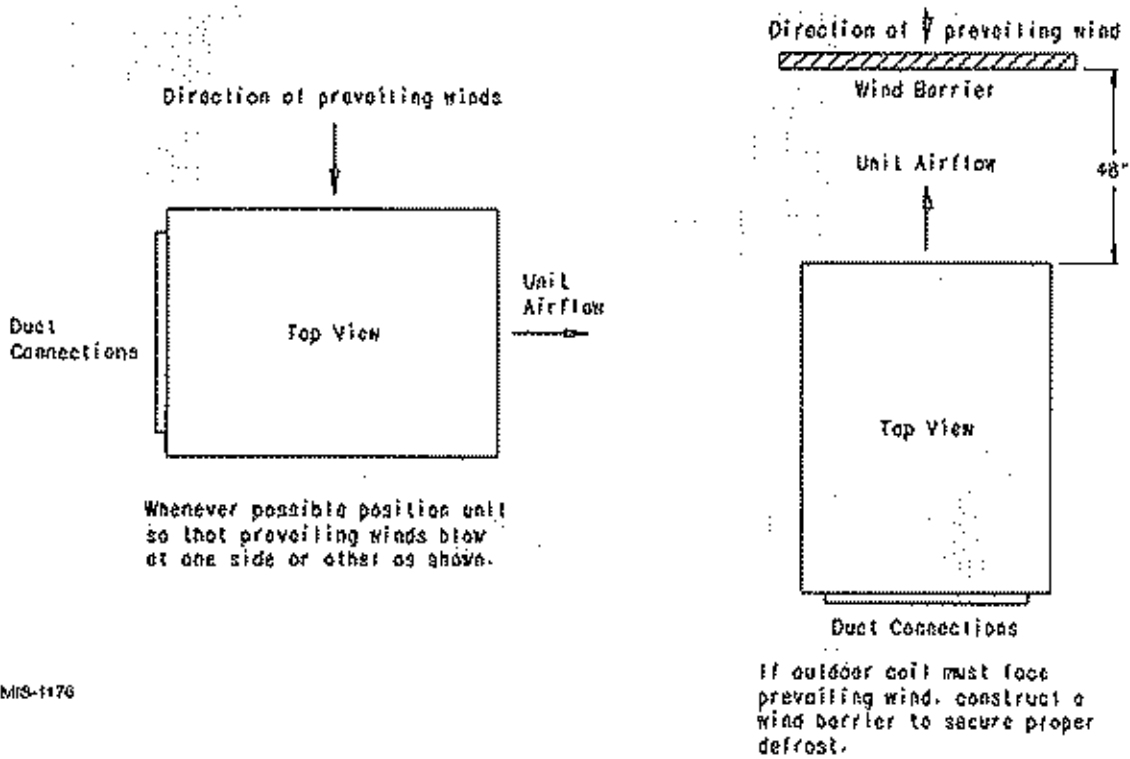 Direction of prevailing winds
Duct
Connections
Top View
Unit
Airflow
Whenever possible position unit
so that prevailing winds blow
at one side or other as shown.
MIS-1176
Direction of prevailing wind
Wind Barrier
Unit Airflow
48"
Top View
Duct Connections
If outdoor coil must face
prevailing wind, construct a
wind barrier to secure proper
defrost.